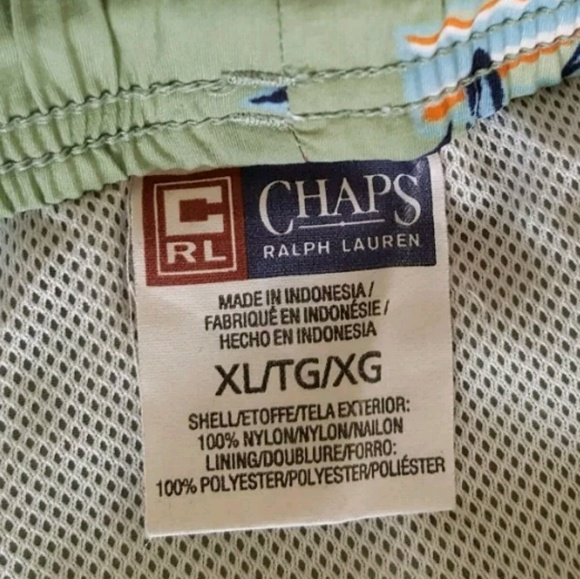 C
RL
CHAPS
RALPH LAUREN
MADE IN INDONESIA/
FABRIQUÉ EN INDONÉSIE/
HECHO EN INDONESIA
XL/TG/XG
SHELL/ETOFFE/TELA EXTERIOR:
100% NYLON/NYLON/NAILON
LINING/DOUBLURE/FORRO:
100% POLYESTER/POLYESTER/POLIÉSTER